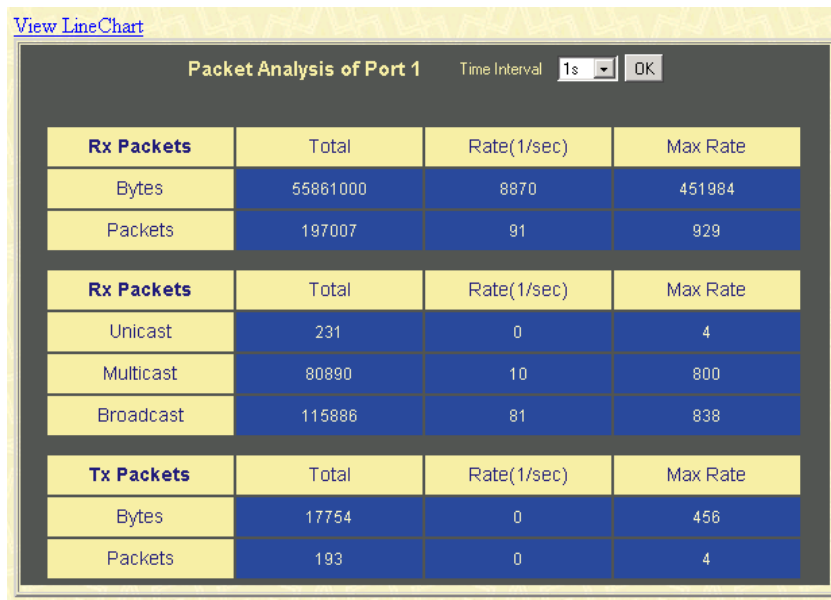 View LineChart
Packet Analysis of Port 1 Time Interval 1s OK
Rx Packets Total Rate(1/sec) Max Rate
Bytes 55861000 8870 451984
Packets 197007 91 929
Rx Packets Total Rate(1/sec) Max Rate
Unicast 231 0 4
Multicast 80890 10 800
Broadcast 115886 81 838
Tx Packets Total Rate(1/sec) Max Rate
Bytes 17754 0 456
Packets 193 0 4